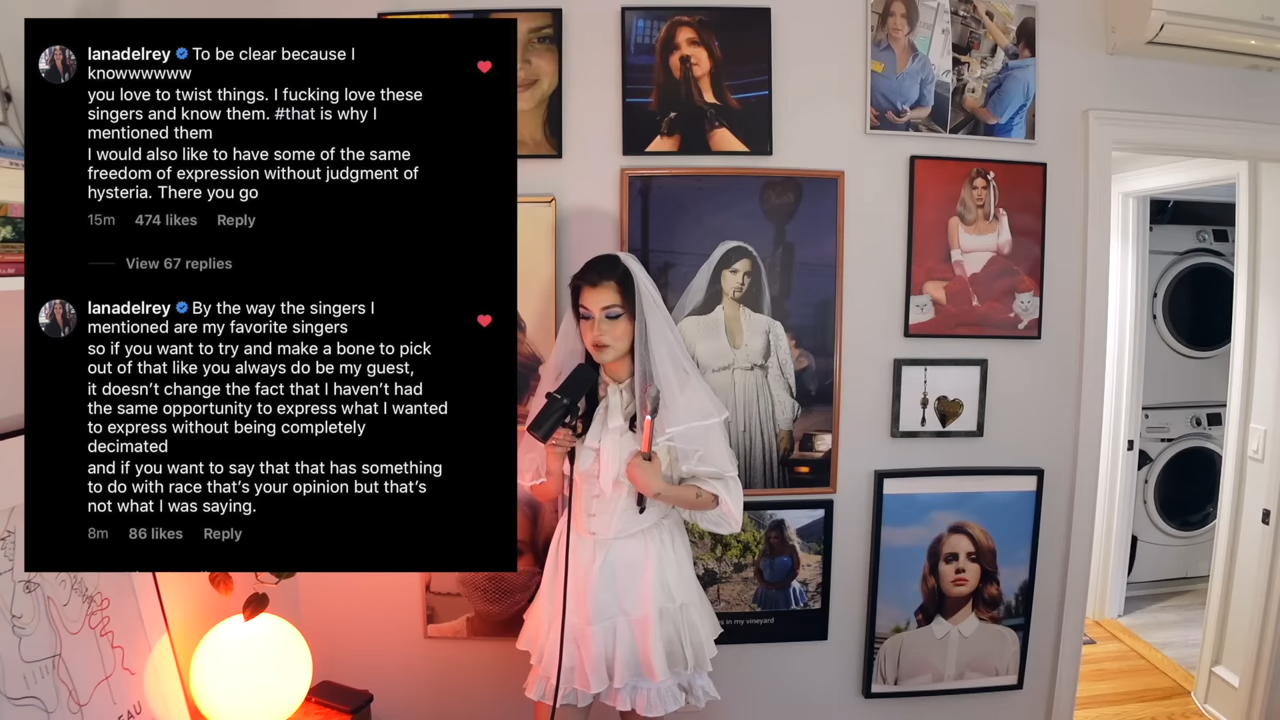 lanadelrey To be clear because I
knowwwwww
you love to twist things. I fucking love these
singers and know them. #that is why I
mentioned them
I would also like to have some of the same
freedom of expression without judgment of
hysteria. There you go
15m 474 likes Reply
View 67 replies
lanadelrey By the way the singers I
mentioned are my favorite singers
so if you want to try and make a bone to pick
out of that like you always do be my guest,
it doesn’t change the fact that I haven’t had
the same opportunity to express what I wanted
to express without being completely
decimated
and if you want to say that that has something
to do with race that’s your opinion but that’s
not what I was saying.
8m 86 likes Reply
in my vineyard